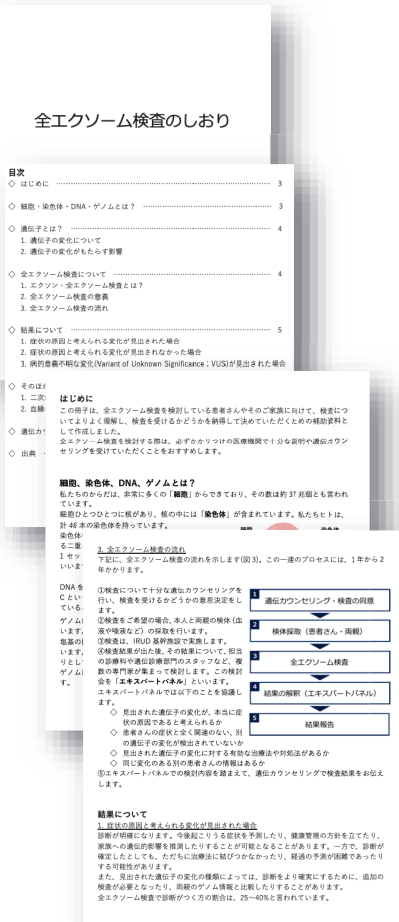 全エクソーム検査のしおり
目次
◇ はじめに 3
◇ 細胞・染色体・DNA・ゲノムとは？ 3
◇ 遺伝子とは？ 4
1. 遺伝子の変化について
2. 遺伝子の変化がもたらす影響
◇ 全エクソーム検査について 4
1. エクソン・全エクソーム検査とは？
2. 全エクソーム検査の意義
3. 全エクソーム検査の流れ
◇ 結果について 5
1. 症状の原因と考えられる変化が見出された場合
2. 症状の原因と考えられる変化が見出されなかった場合
3. 病的意義不明な変化(Variant of Unknown Significance；VUS)が見出された場合
◇ そのほか
1. 二次
2. 血縁
◇ 遺伝カウ
◇ 出典
はじめに
この冊子は、全エクソーム検査を検討している患者さんやそのご家族に向けて、検査につ
いてより理解し、検査を受けるかどうかを納得して決めていただくための補助資料と
して作成しました。
全エクソーム検査を検討する際は、必ずかかりつけの医療機関で十分な説明や遺伝カウン
セリングを受けていただくことをおすすめします。
細胞、染色体、DNA、ゲノムとは？
私たちのからだは、非常に多くの「細胞」からできており、その数は約 37 兆個とも言われ
ています。
細胞ひとつひとつに核があり、核の中には「染色体」が含まれています。私たちヒトは、
計 46 本の染色体を持っています。
染色体
る二重
1 セッ
いいま
DNA を
C とい
ている
ゲノム
います。
塩基の
います。
りとし
ゲノム
す。
3. 全エクソーム検査の流れ
下記に、全エクソーム検査の流れを示します(図 3)。この一連のプロセスには、1 年から 2
年かかります。
①検査について十分な遺伝カウンセリングを
行い、検査を受けるかどうかの意思決定をし
ます。
②検査をご希望の場合、本人と両親の検体(血
液や唾液など）の採取を行います。
③検査は、IRUD 基幹施設で実施します。
④検査結果が出た後、その結果について、担当
の診療科や遺伝診療部門のスタッフなど、複
数の専門家が集まって検討します。この検討
会を「エキスパートパネル」といいます。
エキスパートパネルでは以下のことを協議し
ます。
◇ 見出された遺伝子の変化が、本当に症
状の原因であると考えられるか
◇ 患者さんの症状と全く関連のない、別
の遺伝子の変化が検出されていないか
◇ 見出された遺伝子の変化に対する有効な治療法や対処法があるか
◇ 同じ変化のある別の患者さんの情報はあるか
⑤エキスパートパネルでの検討内容を踏まえて、遺伝カウンセリングで検査結果をお伝え
します。
1 遺伝カウンセリング・検査の同意
2 検体採取（患者さん・両親）
3 全エクソーム検査
4 結果の解釈（エキスパートパネル）
5 結果報告
結果について
1. 症状の原因と考えられる変化が見出された場合
診断が明確になります。今後起こりうる症状を予測したり、健康管理の方針を立てたり、
家族への遺伝的影響を推測したりすることが可能となることがあります。一方で、診断が
確定したとしても、ただちに治療法に結びつかなかったり、経過の予測が困難であったり
する可能性があります。
また、見出された遺伝子の変化の種類によっては、診断をより確実にするために、追加の
検査が必要となったり、両親のゲノム情報と比較したりすることがあります。
全エクソーム検査で診断がつく方の割合は、25～40%と言われています。